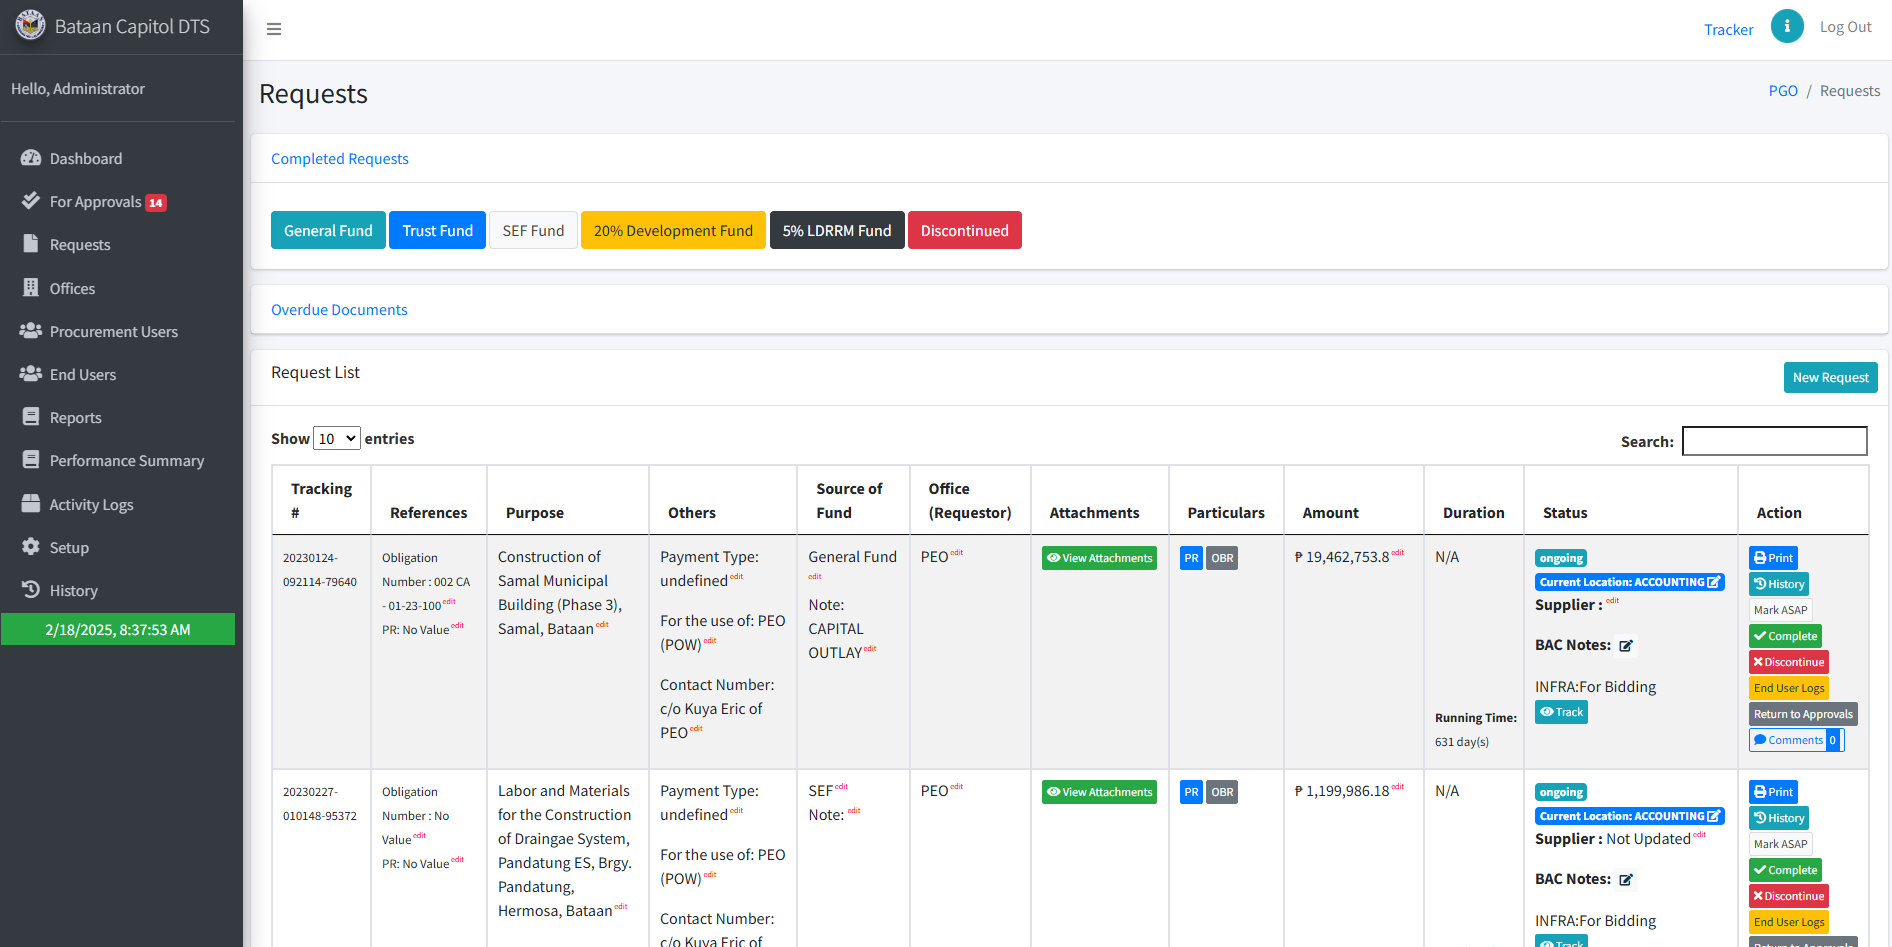 Bataan Capitol DTS
Tracker
Log Out
Hello, Administrator
Dashboard
For Approvals 14
Requests
Offices
Procurement Users
End Users
Reports
Performance Summary
Activity Logs
Setup
History
2/18/2025, 8:37:53 AM
Requests
PGO / Requests
Completed Requests
General Fund
Trust Fund
SEF Fund
20% Development Fund
5% LDRRM Fund
Discontinued
Overdue Documents
Request List
New Request
Show 10 entries
Search:
Tracking
#
References
Purpose
Others
Source of
Fund
Office
(Requestor)
Attachments
Particulars
Amount
Duration
Status
Action
20230124-
092114-79640
Obligation
Number : 002 CA
- 01-23-100 edit
PR: No Value edit
Construction of
Samal Municipal
Building (Phase 3),
Samal, Bataan edit
Payment Type:
undefined edit
For the use of: PEO
(POW) edit
Contact Number:
c/o Kuya Eric of
PEO edit
General Fund
edit
Note:
CAPITAL
OUTLAY edit
PEO edit
View Attachments
PR OBR
₱ 19,462,753.8 edit
N/A
Running Time:
631 day(s)
ongoing
Current Location: ACCOUNTING
Supplier : edit
BAC Notes:
INFRA:For Bidding
Track
Print
History
Mark ASAP
Complete
Discontinue
End User Logs
Return to Approvals
Comments 0
20230227-
010148-95372
Obligation
Number : No
Value edit
PR: No Value edit
Labor and Materials
for the Construction
of Draingae System,
Pandatung ES, Brgy.
Pandatung,
Hermosa, Bataan edit
Payment Type:
undefined edit
For the use of: PEO
(POW) edit
Contact Number:
c/o Kuya Eric of
SEF edit
Note: edit
PEO edit
View Attachments
PR OBR
₱ 1,199,986.18 edit
N/A
ongoing
Current Location: ACCOUNTING
Supplier : Not Updated edit
BAC Notes:
INFRA:For Bidding
Track
Print
History
Mark ASAP
Complete
Discontinue
End User Logs
Return to Approvals